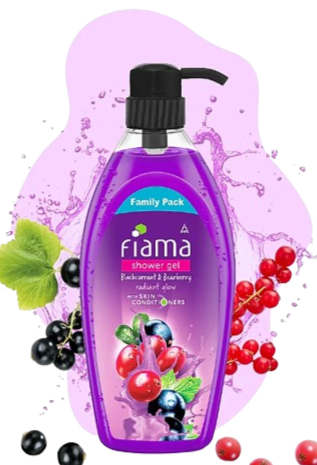 Family Pack
fiama
shower gel
Blackcurrant & Bearberry
radiant glow
with SKIN
CONDITIONERS